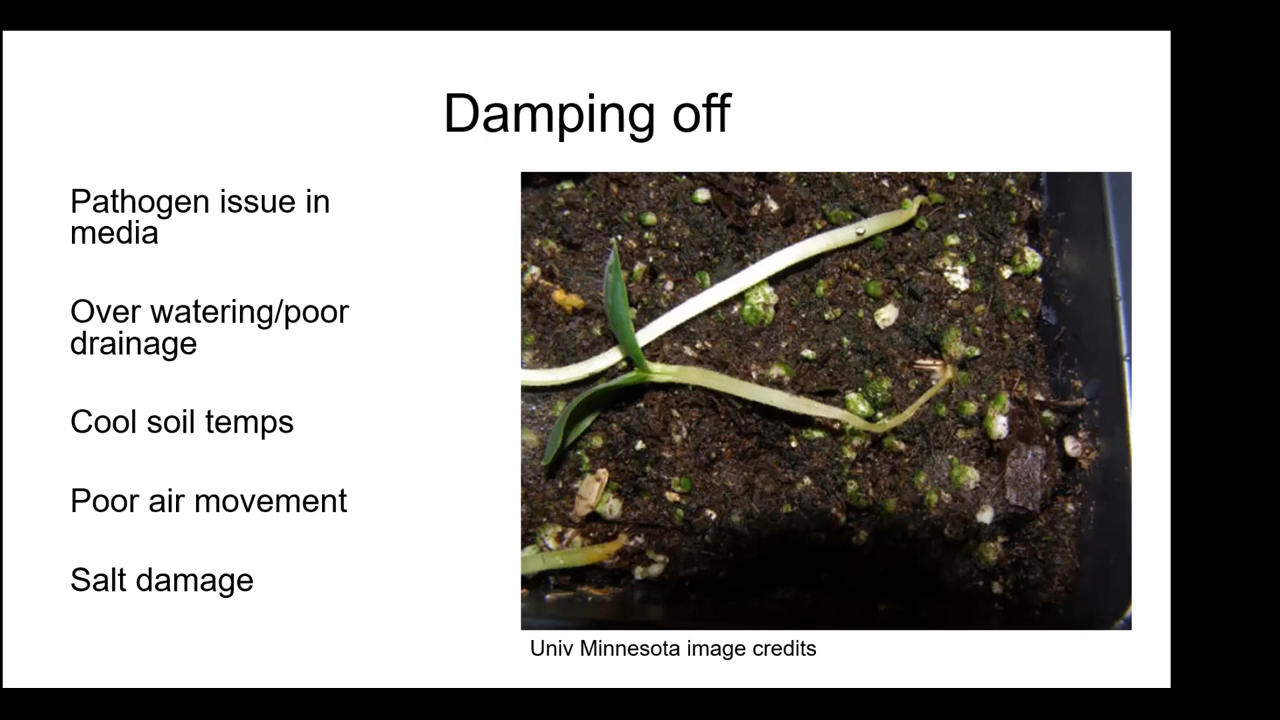 Damping off
Pathogen issue in
media
Over watering/poor
drainage
Cool soil temps
Poor air movement
Salt damage
Univ Minnesota image credits